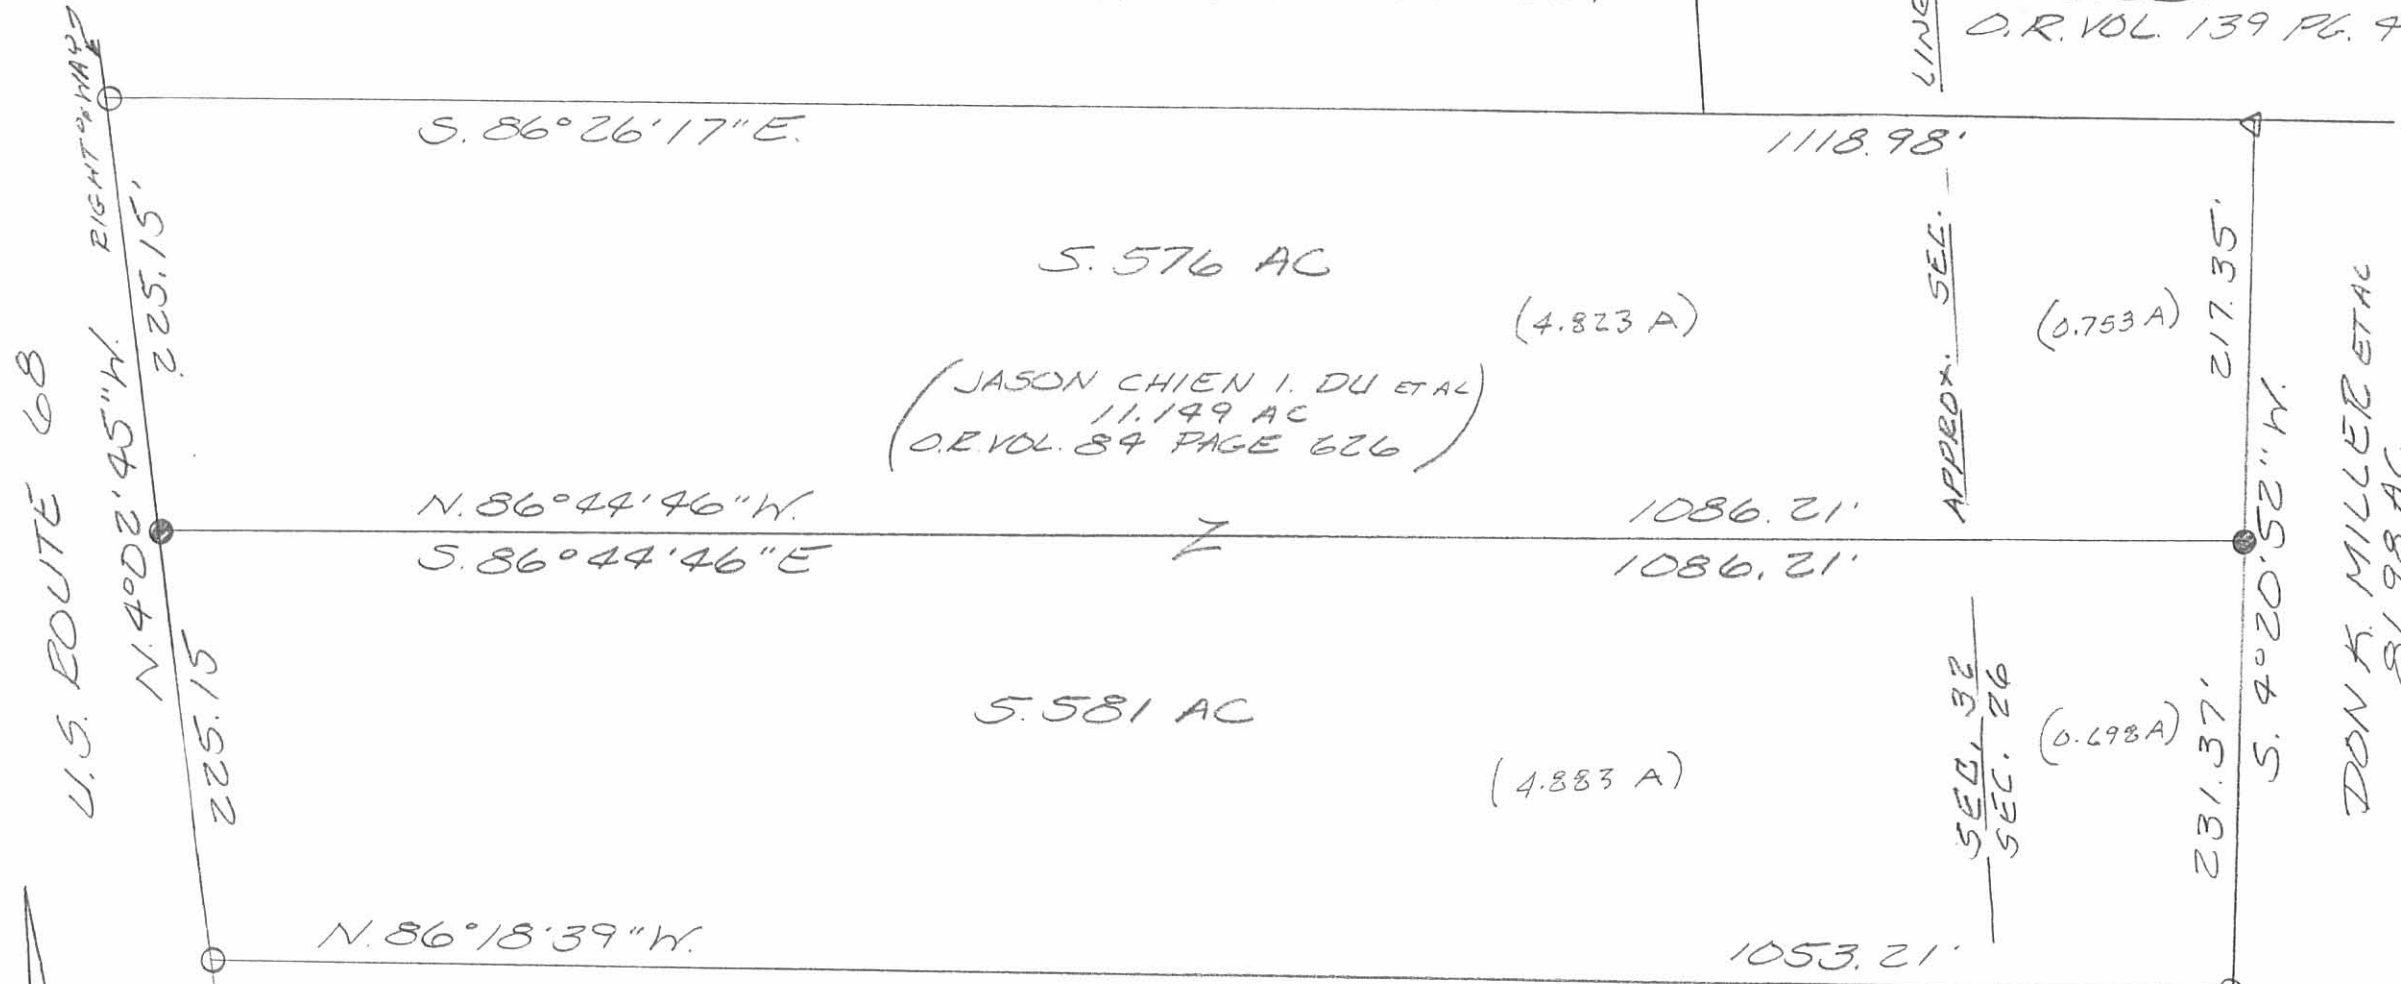 LINE
O.R. VOL. 139 PG. 4
RIGHT OF WAY
S. 86° 26' 17" E.
1118.98'
225.15'
5.576 AC
(4.823 A)
(0.753 A)
217.35'
(JASON CHIEN I. DU ET AL
11.149 AC
O.R. VOL. 84 PAGE 626)
APPROX. SEC.
U.S. ROUTE 68
N. 4° 02' 45" W.
N. 86° 44' 46" W.
1086.21'
S. 86° 44' 46" E
1086.21'
S. 4° 20' 52" W.
DON K. MILLER ET AL
81.98 AC
225.15
5.581 AC
(4.883 A)
SEC. 32
SEC. 26
(0.698 A)
231.37'
N. 86° 18' 39" W.
1053.21'